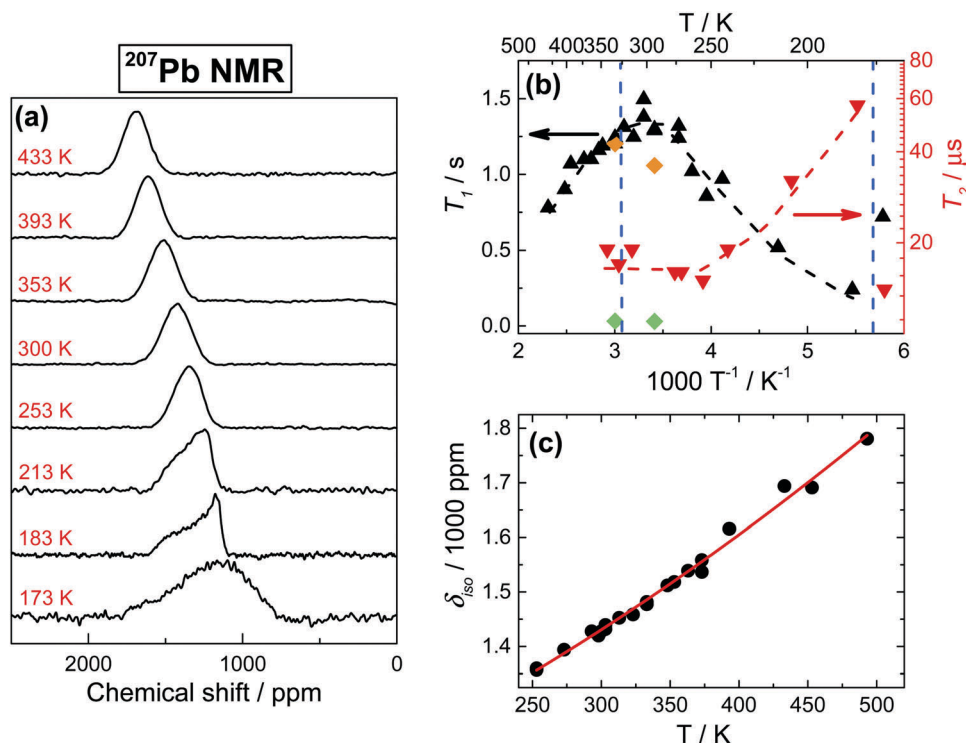 ²⁰⁷Pb NMR
(a)
433 K
393 K
353 K
300 K
253 K
213 K
183 K
173 K
2000 1000 0
Chemical shift / ppm
T / K
500 400 350 300 250 200
(b)
1.5
1.0
0.5
0.0
T₁ / s
80
60
40
20
T₂ / μs
2 3 4 5 6
1000 T⁻¹ / K⁻¹
(c)
1.8
1.7
1.6
1.5
1.4
δiso / 1000 ppm
250 300 350 400 450 500
T / K